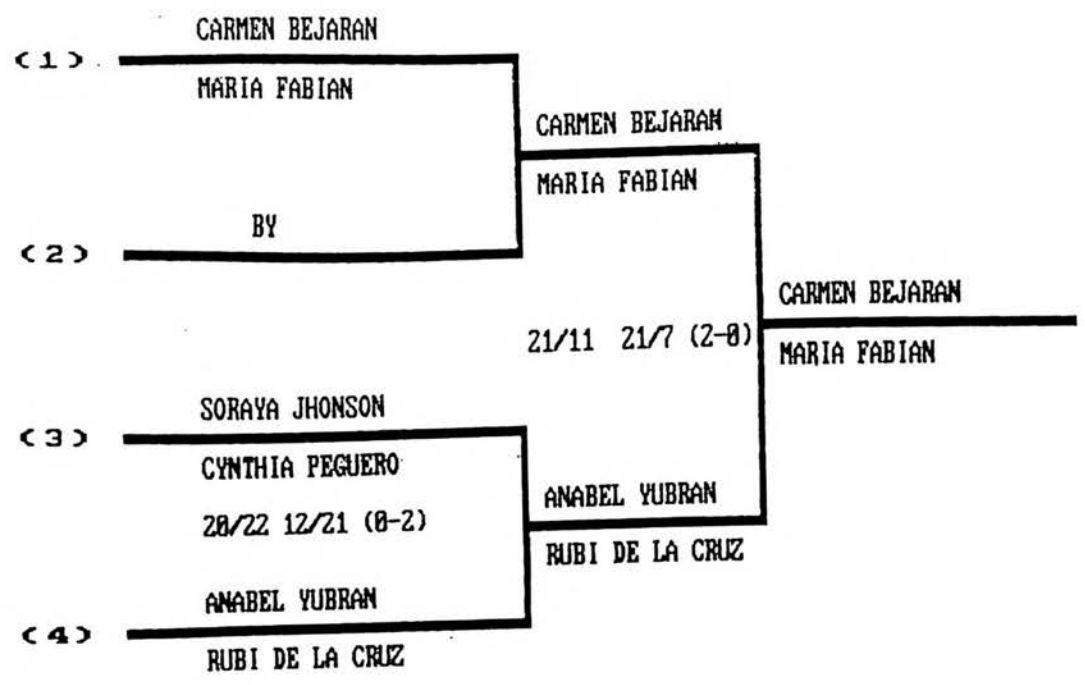 CARMEN BEJARAN
(1)
MARIA FABIAN
CARMEN BEJARAN
MARIA FABIAN
BY
(2)
CARMEN BEJARAN
21/11 21/7 (2-0)
MARIA FABIAN
SORAYA JHONSON
(3)
CYNTHIA PEGUERO
ANABEL YUBRAN
20/22 12/21 (0-2)
RUBI DE LA CRUZ
ANABEL YUBRAN
(4)
RUBI DE LA CRUZ